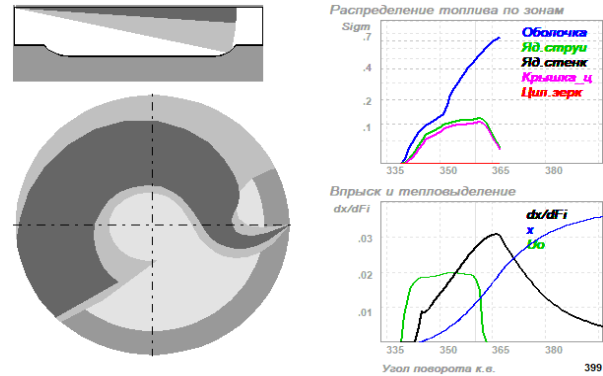 Распределение топлива по зонам
Sigm
.7
.4
.2
.1
Оболочка
Яд.струи
Яд.стенк
Крышка_ц
Цил.зерк
335 350 365 380
Впрыск и тепловыделение
dx/dFi
.03
.02
.01
dx/dFi
x
Uo
335 350 365 380
Угол поворота к.в. 399